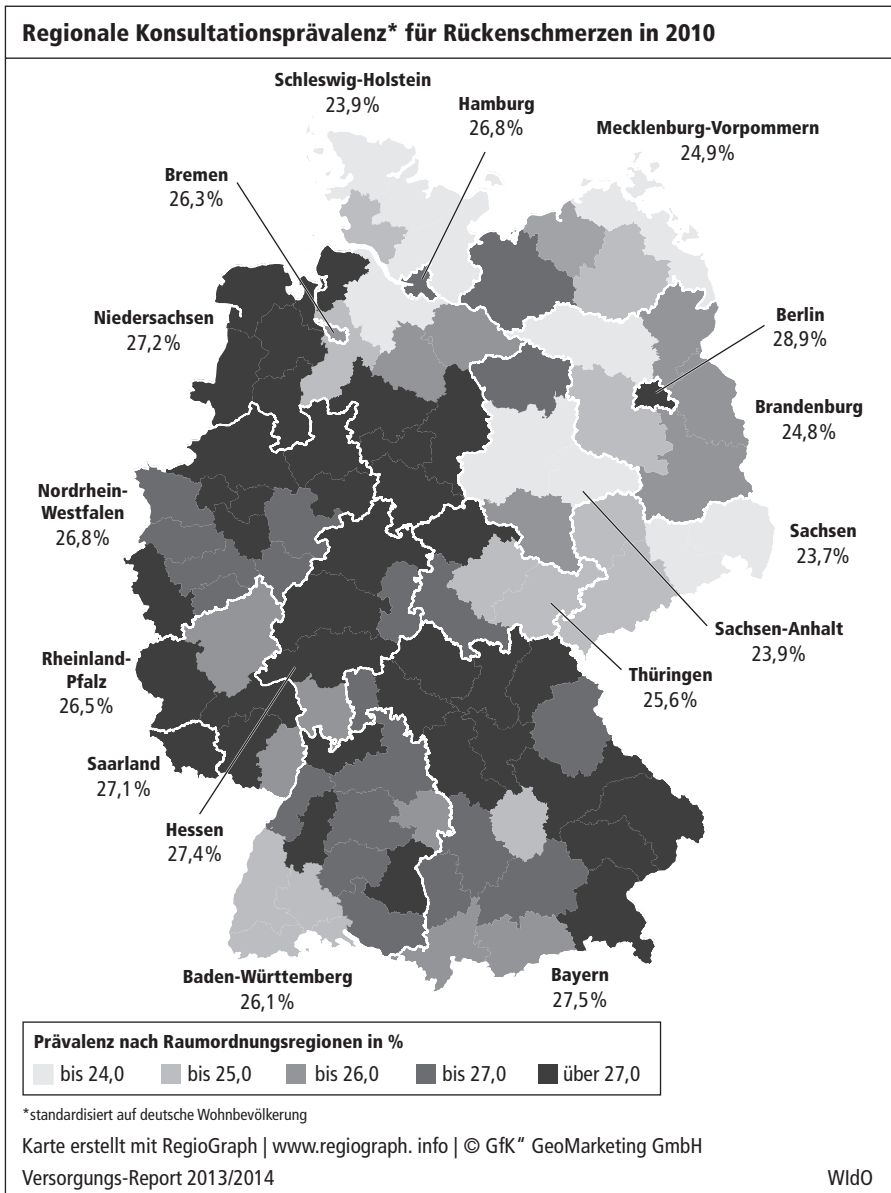 Regionale Konsultationsprävalenz* für Rückenschmerzen in 2010
Schleswig-Holstein
23,9%
Hamburg
26,8%
Mecklenburg-Vorpommern
24,9%
Bremen
26,3%
Niedersachsen
27,2%
Berlin
28,9%
Brandenburg
24,8%
Nordrhein-
Westfalen
26,8%
Sachsen
23,7%
Sachsen-Anhalt
23,9%
Rheinland-
Pfalz
26,5%
Thüringen
25,6%
Saarland
27,1%
Hessen
27,4%
Baden-Württemberg
26,1%
Bayern
27,5%
Prävalenz nach Raumordnungsregionen in %
bis 24,0 bis 25,0 bis 26,0 bis 27,0 über 27,0
*standardisiert auf deutsche Wohnbevölkerung
Karte erstellt mit RegioGraph | www.regiograph. info | © GfK" GeoMarketing GmbH
Versorgungs-Report 2013/2014 WIdO